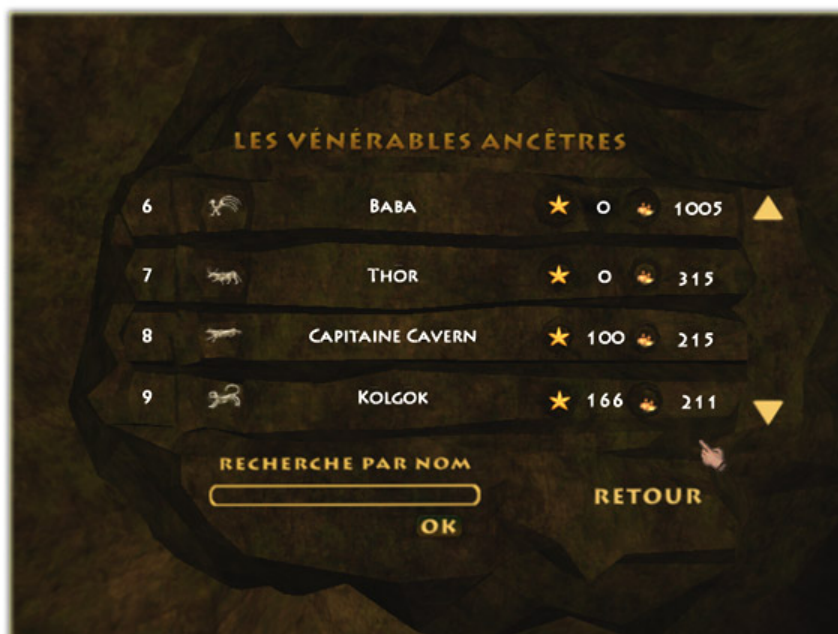 LES VÉNÉRABLES ANCÊTRES
6 BABA 0 1005
7 THOR 0 315
8 CAPITAINE CAVERN 100 215
9 KOLGOK 166 211
RECHERCHE PAR NOM
RETOUR
OK